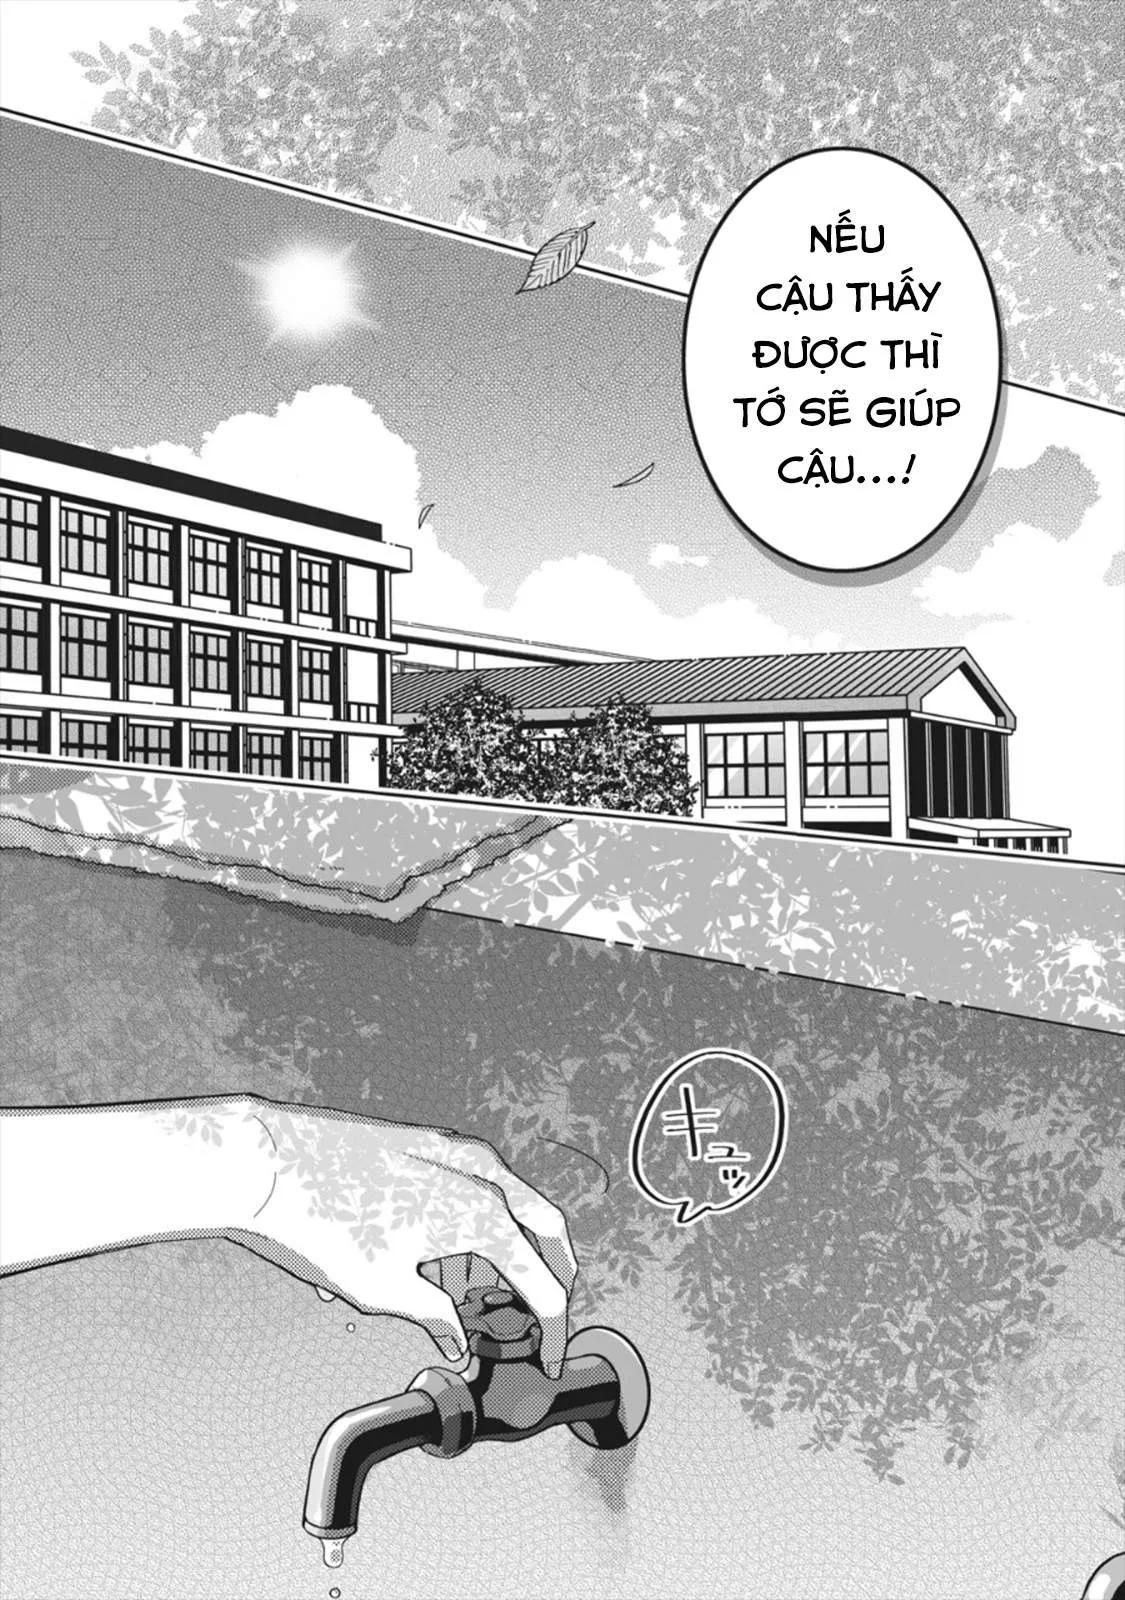 NẾU
CẬU THẤY
ĐƯỢC THÌ
TỚ SẼ GIÚP
CẬU...!
キュッ